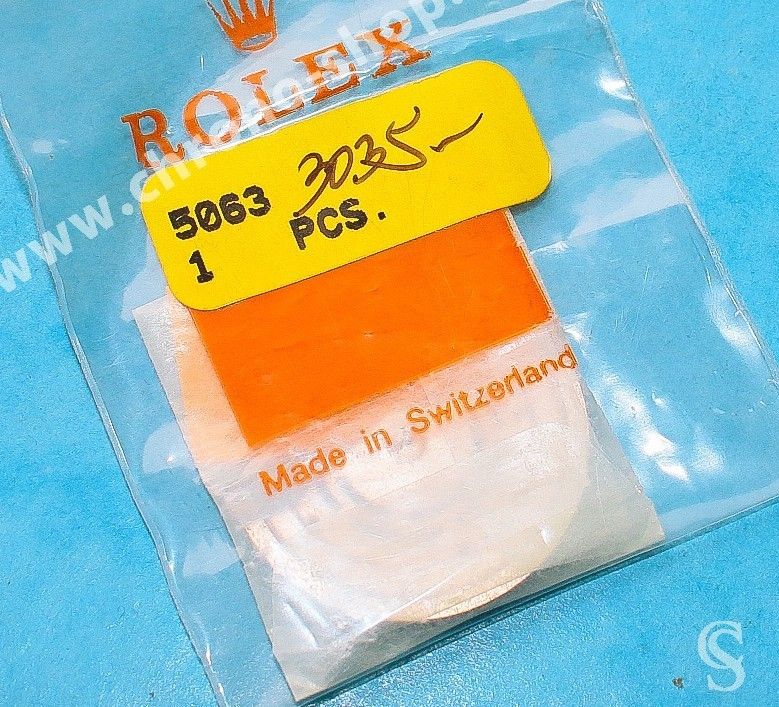 ROLEX
5063 3035-
1 PCS.
Made in Switzerland